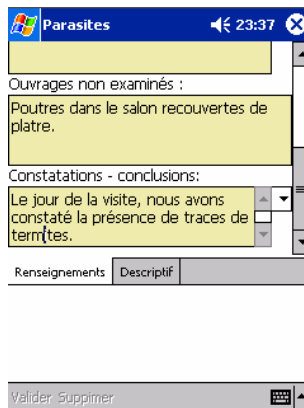 Parasites 23:37
Ouvrages non examinés :
Poutres dans le salon recouvertes de
platre.
Constatations - conclusions:
Le jour de la visite, nous avons
constaté la présence de traces de
termites.
Renseignements Descriptif
Valider Suppimer